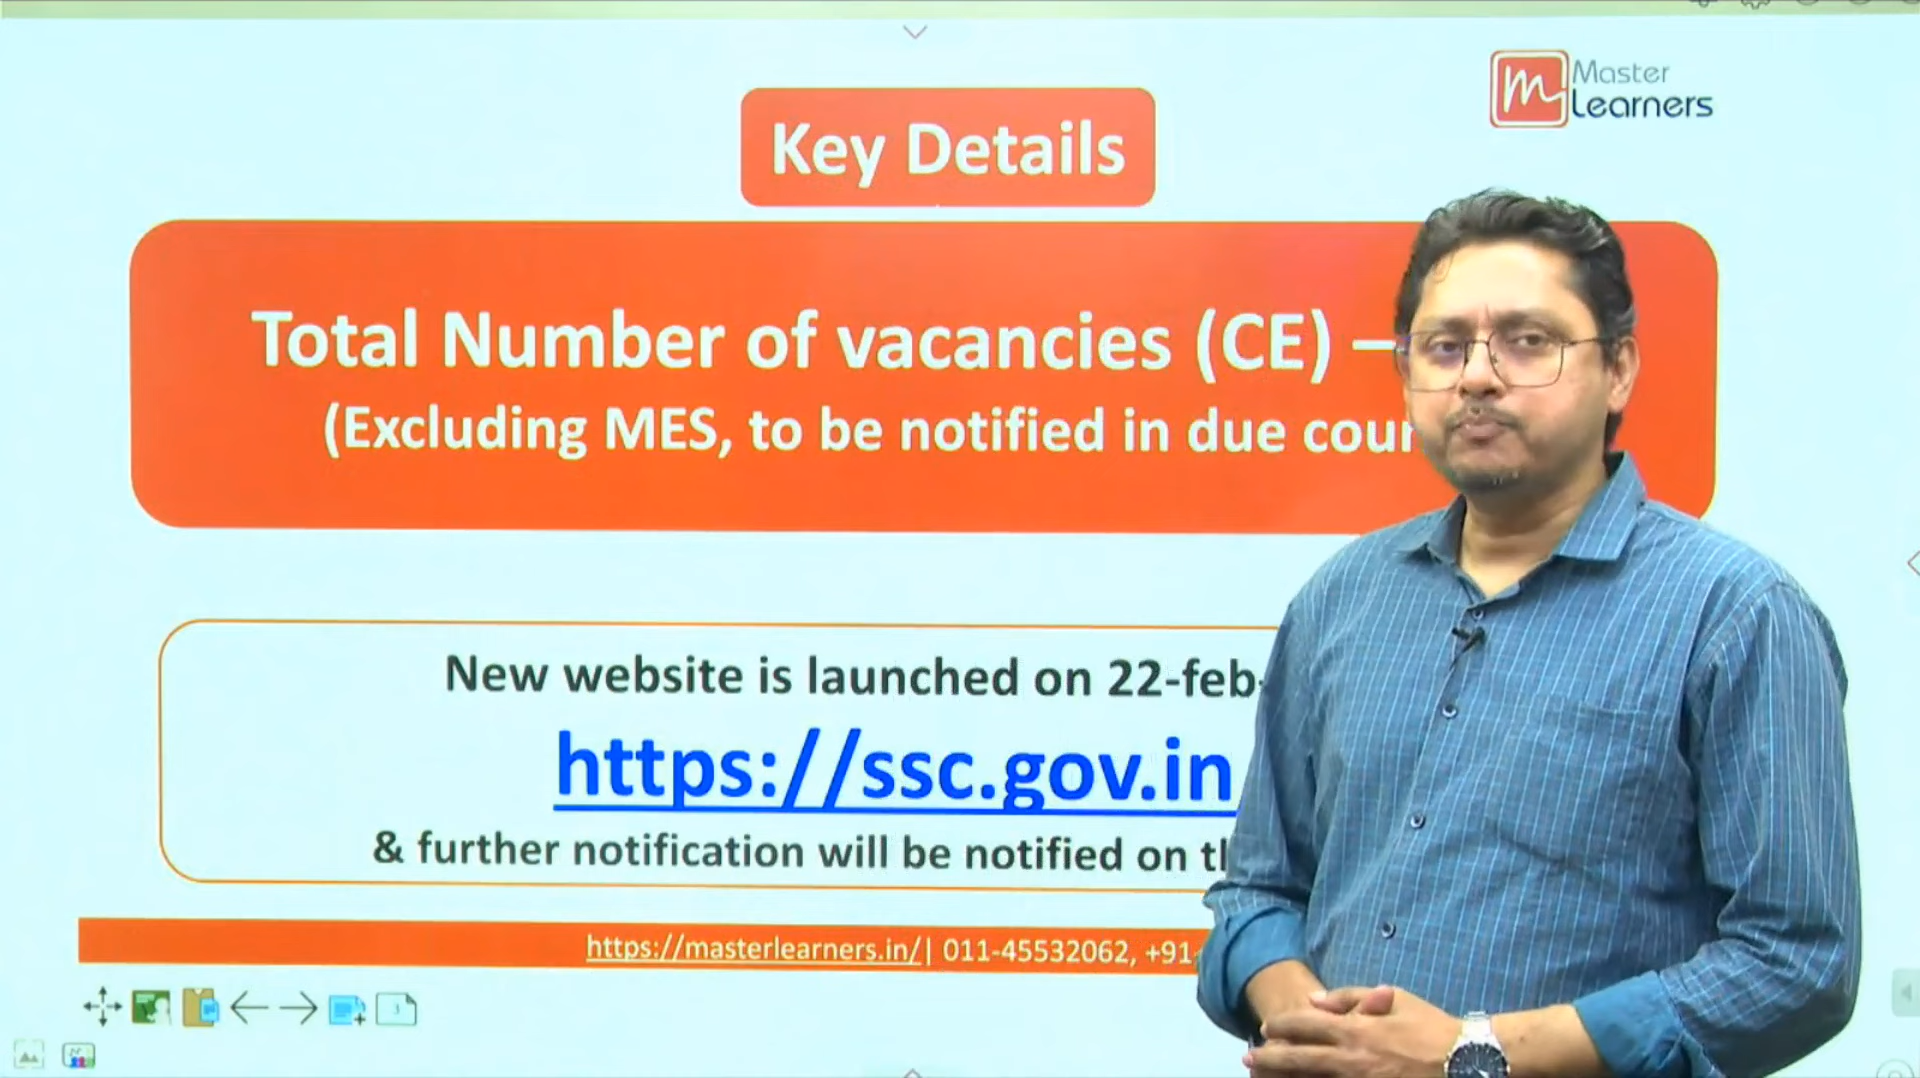 Master
Learners
Key Details
Total Number of vacancies (CE) –
(Excluding MES, to be notified in due
New website is launched on 22-feb-
https://ssc.gov.in
& further notification will be notified on
https://masterlearners.in/ | 011-45532062, +91-